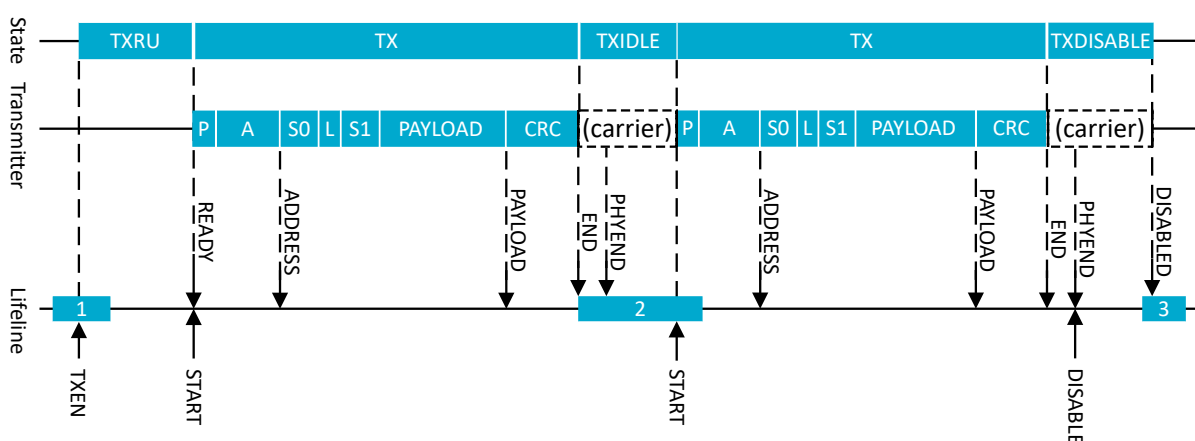 State
TXRU
TX
TXIDLE
TX
TXDISABLE
Transmitter
P A S0 L S1 PAYLOAD CRC (carrier) P A S0 L S1 PAYLOAD CRC (carrier)
READY
ADDRESS
PAYLOAD
END
PHYEND
ADDRESS
PAYLOAD
END
PHYEND
DISABLED
Lifeline
1
2
3
TXEN
START
START
DISABLE